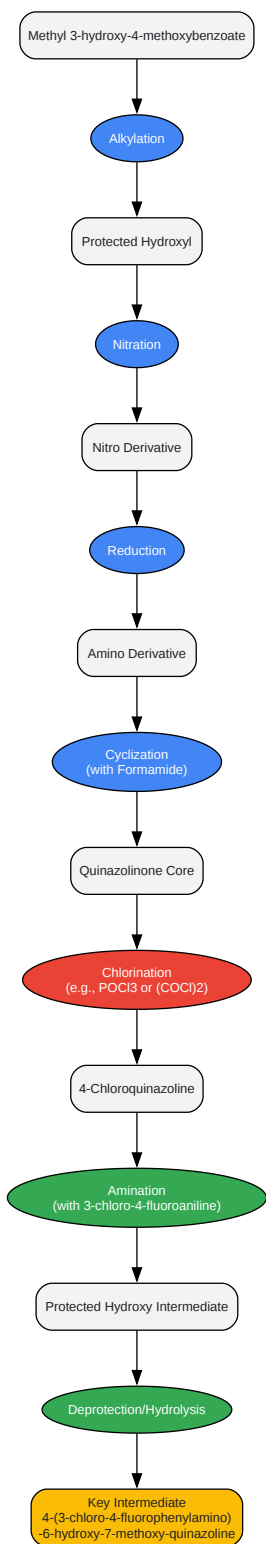 Methyl 3-hydroxy-4-methoxybenzoate
Alkylation
Protected Hydroxyl
Nitration
Nitro Derivative
Reduction
Amino Derivative
Cyclization
(with Formamide)
Quinazolinone Core
Chlorination
(e.g., POCl3 or (COCl)2)
4-Chloroquinazoline
Amination
(with 3-chloro-4-fluoroaniline)
Protected Hydroxy Intermediate
Deprotection/Hydrolysis
Key Intermediate
4-(3-chloro-4-fluorophenylamino)
-6-hydroxy-7-methoxy-quinazoline